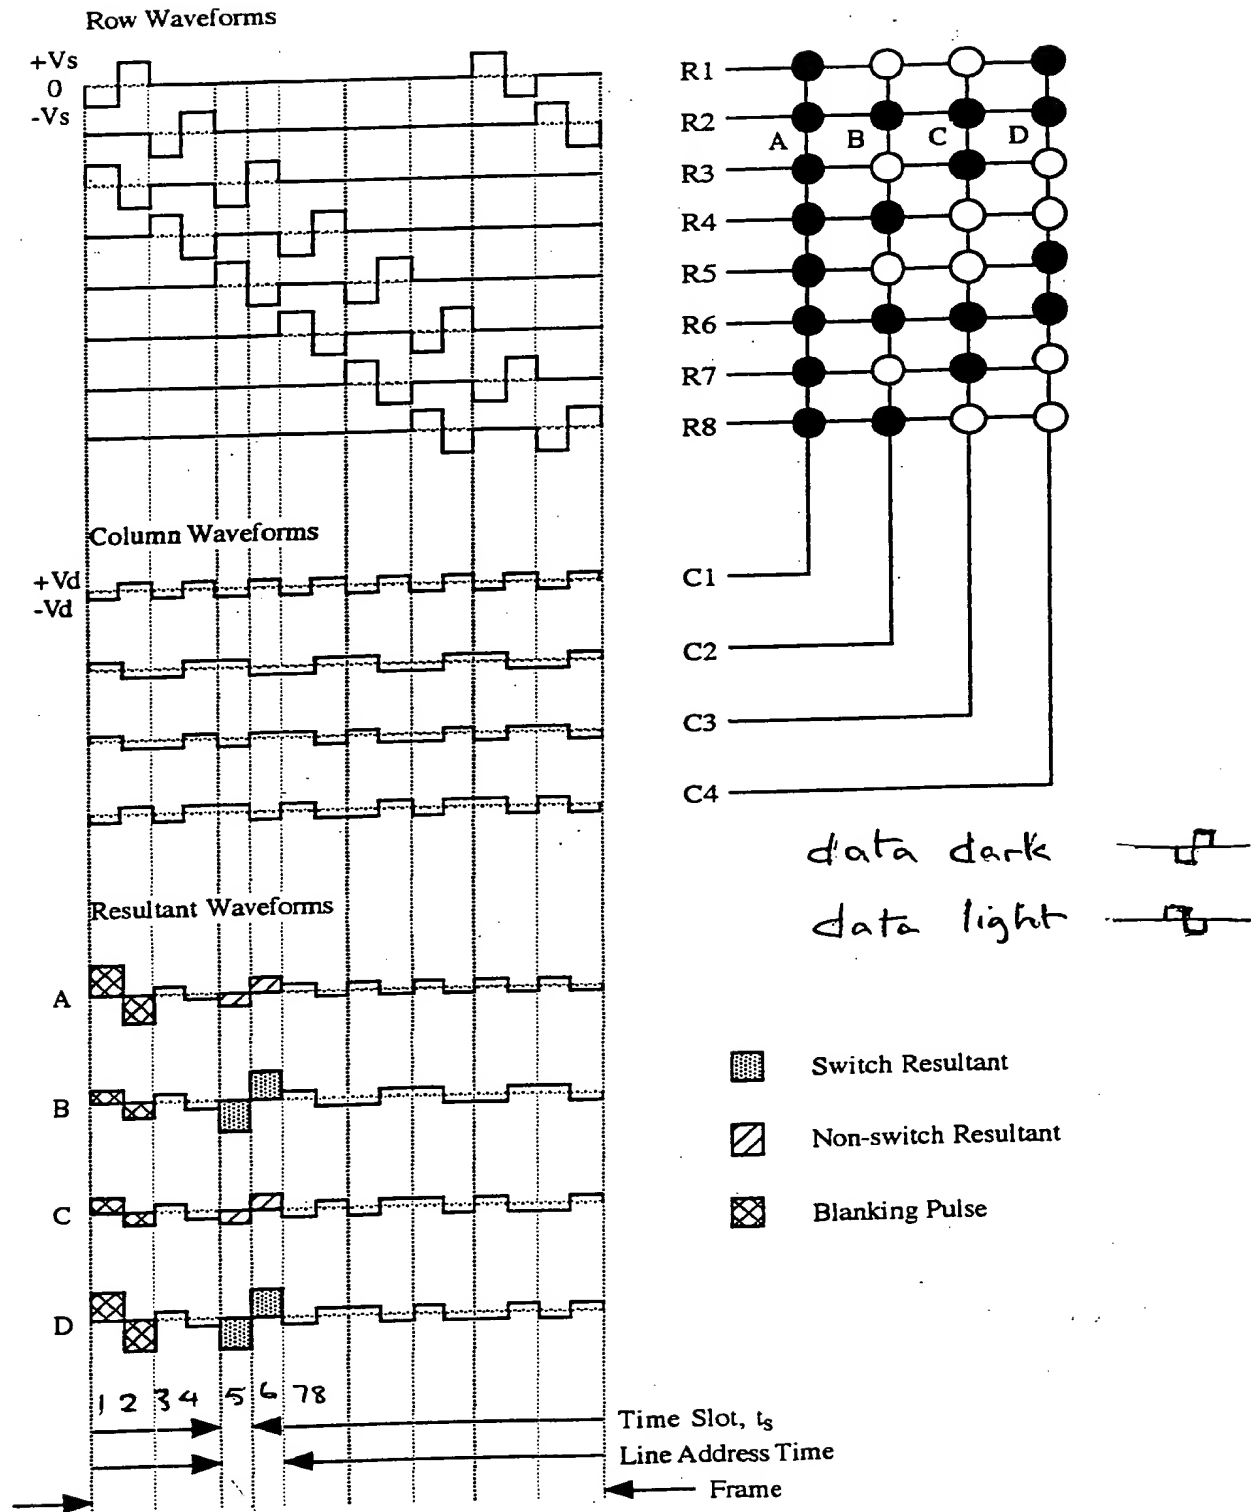 Row Waveforms
+Vs
0
-Vs
R1
R2
A B C D
R3
R4
R5
R6
R7
R8
Column Waveforms
+Vd
-Vd
C1
C2
C3
C4
data dark
data light
Resultant Waveforms
A
B
C
D
Switch Resultant
Non-switch Resultant
Blanking Pulse
1 2 3 4 5 6 7 8
Time Slot, ts
Line Address Time
Frame